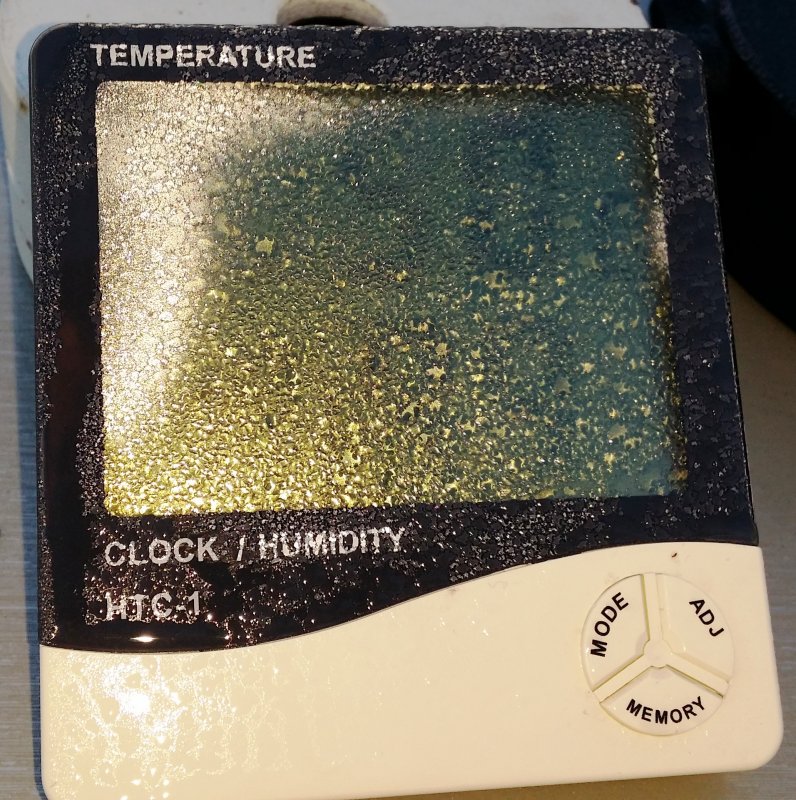 TEMPERATURE
CLOCK / HUMIDITY
HTC-1
MODE
ADJ
MEMORY